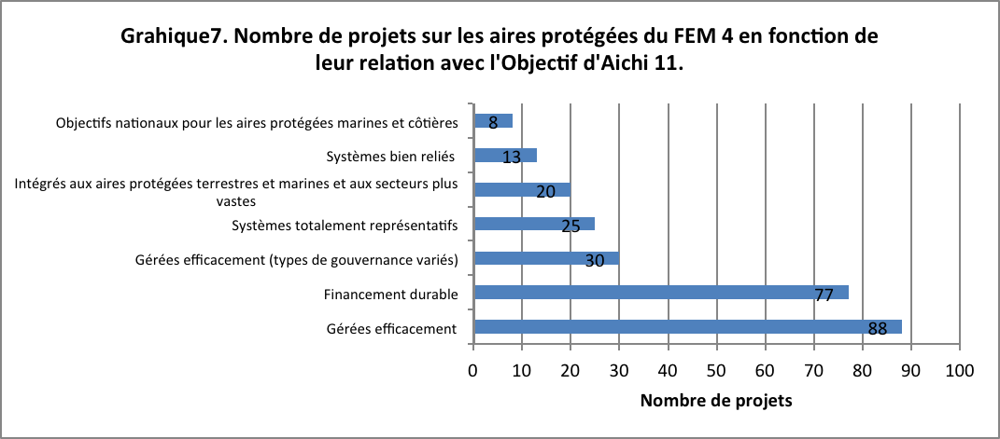 Grahique7. Nombre de projets sur les aires protégées du FEM 4 en fonction de
leur relation avec l'Objectif d'Aichi 11.
Objectifs nationaux pour les aires protégées marines et côtières
8
Systèmes bien reliés
13
Intégrés aux aires protégées terrestres et marines et aux secteurs plus
vastes
20
Systèmes totalement représentatifs
25
Gérées efficacement (types de gouvernance variés)
30
Financement durable
77
Gérées efficacement
88
0 10 20 30 40 50 60 70 80 90 100
Nombre de projets